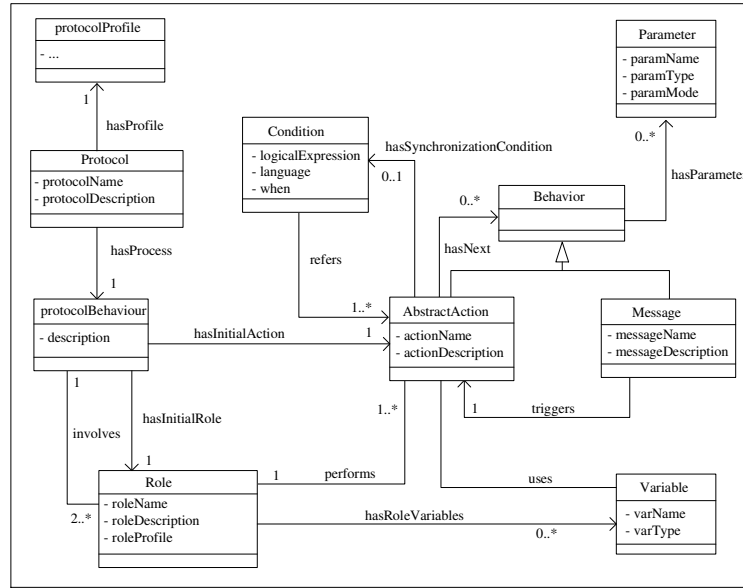 protocolProfile
- ...
1
hasProfile
Protocol
- protocolName
- protocolDescription
hasProcess
1
protocolBehaviour
- description
1
involves
2..*
hasInitialRole
1
Role
- roleName
- roleDescription
- roleProfile
Condition
- logicalExpression
- language
- when
hasSynchronizationCondition
0..1
refers
1..*
hasInitialAction
1
AbstractAction
- actionName
- actionDescription
1..*
1
performs
hasRoleVariables
0..*
Parameter
- paramName
- paramType
- paramMode
0..*
hasParameter
Behavior
0..*
hasNext
Message
- messageName
- messageDescription
1
triggers
uses
Variable
- varName
- varType